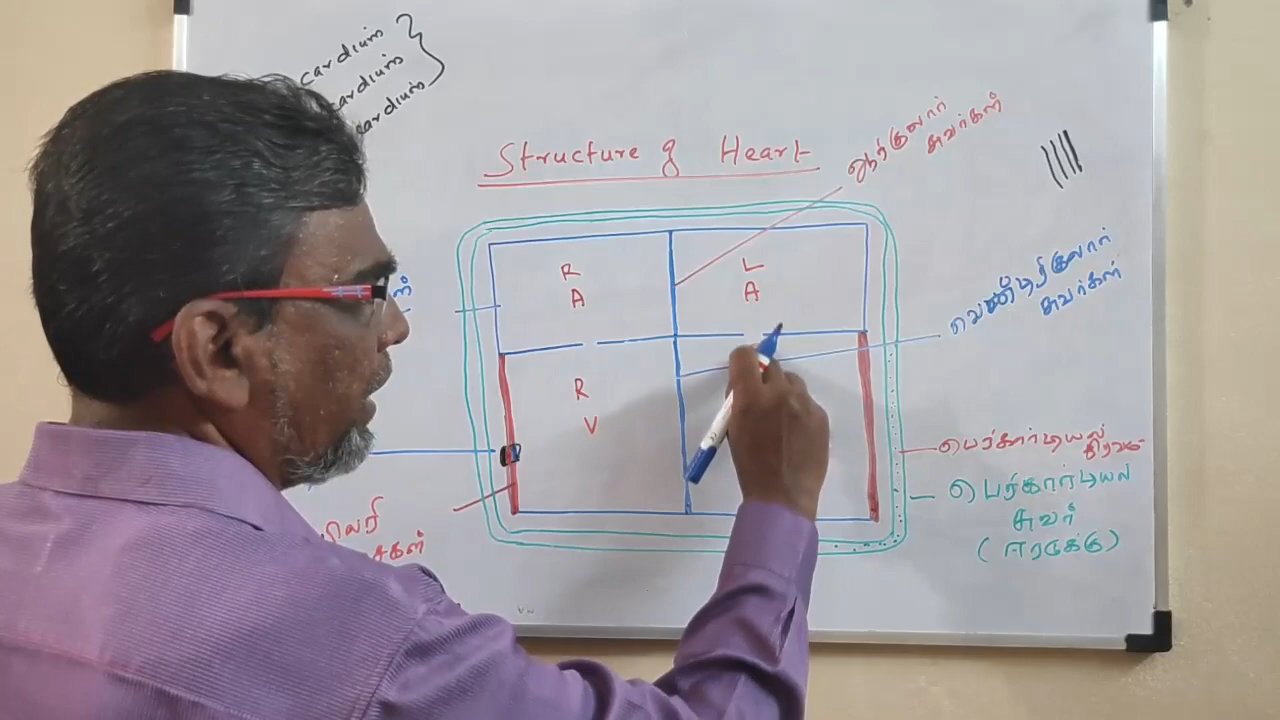 cardium
cardium
cardium
Structure of Heart
ஆர்குலார்
சுவர்கள்
R
A
L
A
வென்டிரிகுலார்
சுவர்கள்
R
V
பெர்கார்டியல்
திரவம்
பெர்கார்டியல்
சுவர்
(ஈரடுக்கு)